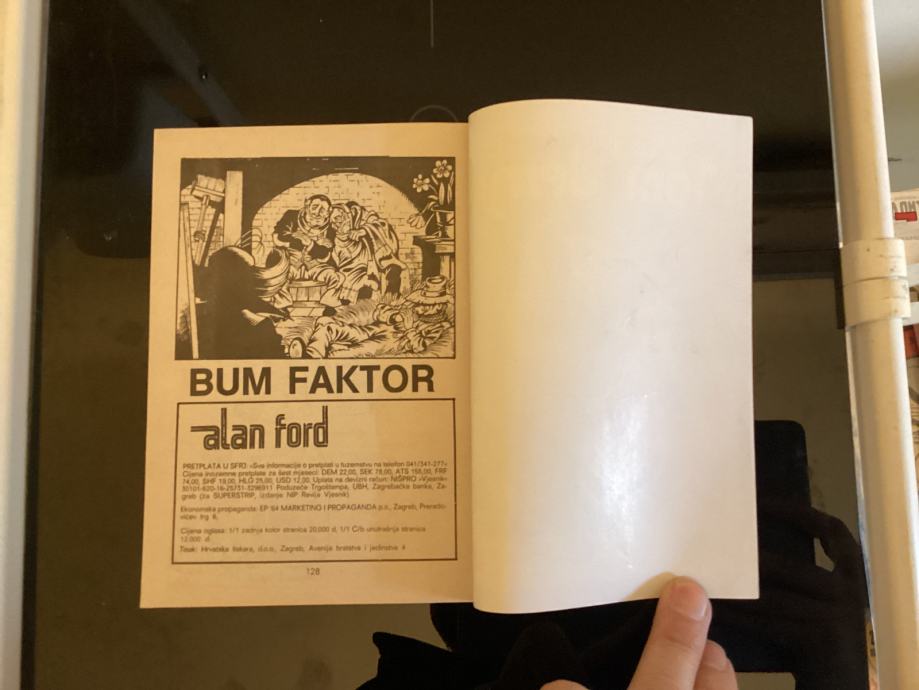 BUM FAKTOR
alan ford
PRETPLATA U SFRJ: «Sve informacije o pretplati u tuzemstvu na telefon 041/341-277»
Cijena inozemne pretplate za šest mjeseci: DEM 22,00, SEK 78,00, ATS 155,00, FRF
74,00, SHF 19,00, HLG 25,00, USD 12,00. Uplata na devizni račun: NIŠPRO »Vjesnik«
30101-620-16-25731-3296911 Poduzeće Trgoštampa, UBH, Zagrebačka banka, Za-
greb (za SUPERSTRIP, izdanje NIP Revije Vjesnik)
Ekonomska propaganda: EP '64 MARKETING I PROPAGANDA p.o., Zagreb, Prerado-
vićev trg 6,
Cijena oglasa: 1/1 zadnja kolor stranica 20.000 d, 1/1 C/b unutrašnja stranica
12.000 d.
Tisak: Hrvatska tiskara, d.o.o., Zagreb, Avenija bratstva i jedinstva 4
128